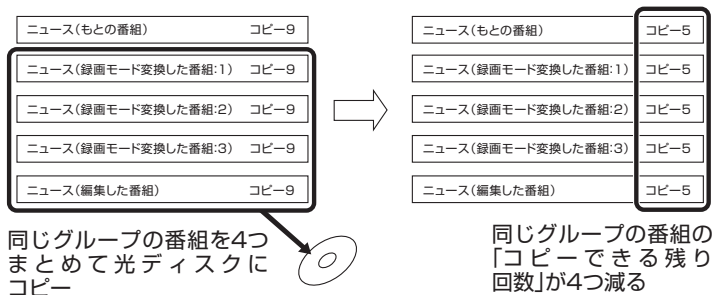 ニュース（もとの番組） コピー9
ニュース（録画モード変換した番組:1） コピー9
ニュース（録画モード変換した番組:2） コピー9
ニュース（録画モード変換した番組:3） コピー9
ニュース（編集した番組） コピー9
同じグループの番組を4つ
まとめて光ディスクに
コピー
ニュース（もとの番組） コピー5
ニュース（録画モード変換した番組:1） コピー5
ニュース（録画モード変換した番組:2） コピー5
ニュース（録画モード変換した番組:3） コピー5
ニュース（編集した番組） コピー5
同じグループの番組の
「コピーできる残り
回数」が4つ減る